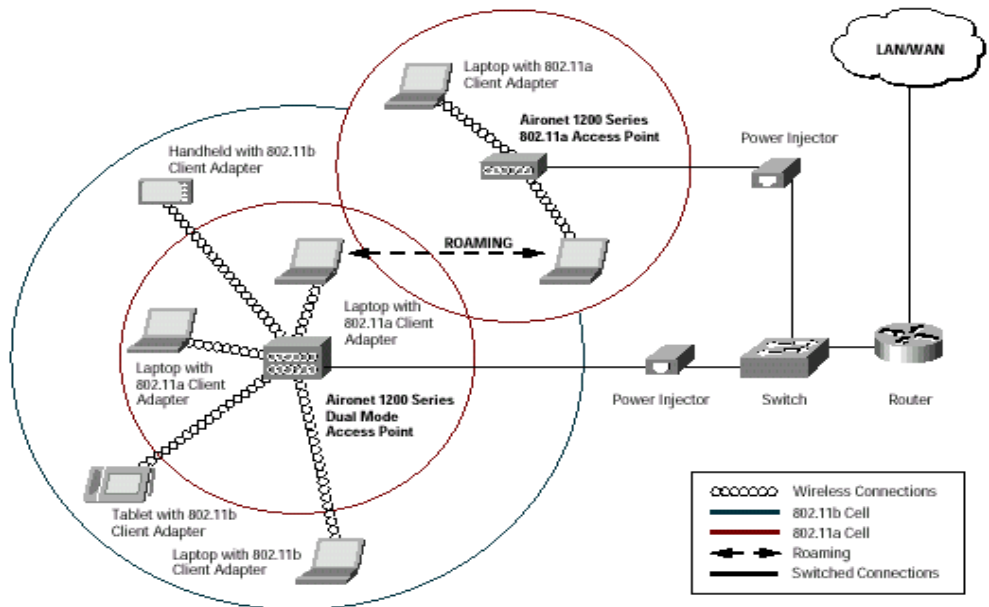 LAN/WAN
Laptop with 802.11a
Client Adapter
Aironet 1200 Series
802.11a Access Point
Power Injector
Handheld with 802.11b
Client Adapter
ROAMING
Laptop with
802.11a Client
Adapter
Laptop with
802.11a Client
Adapter
Aironet 1200 Series
Dual Mode
Access Point
Power Injector
Switch
Router
Tablet with 802.11b
Client Adapter
Laptop with 802.11b
Client Adapter
Wireless Connections
802.11b Cell
802.11a Cell
Roaming
Switched Connections